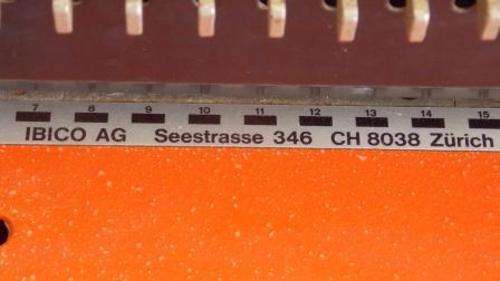 7 8 9 10 11 12 13 14 15
IBICO AG Seestrasse 346 CH 8038 Zürich